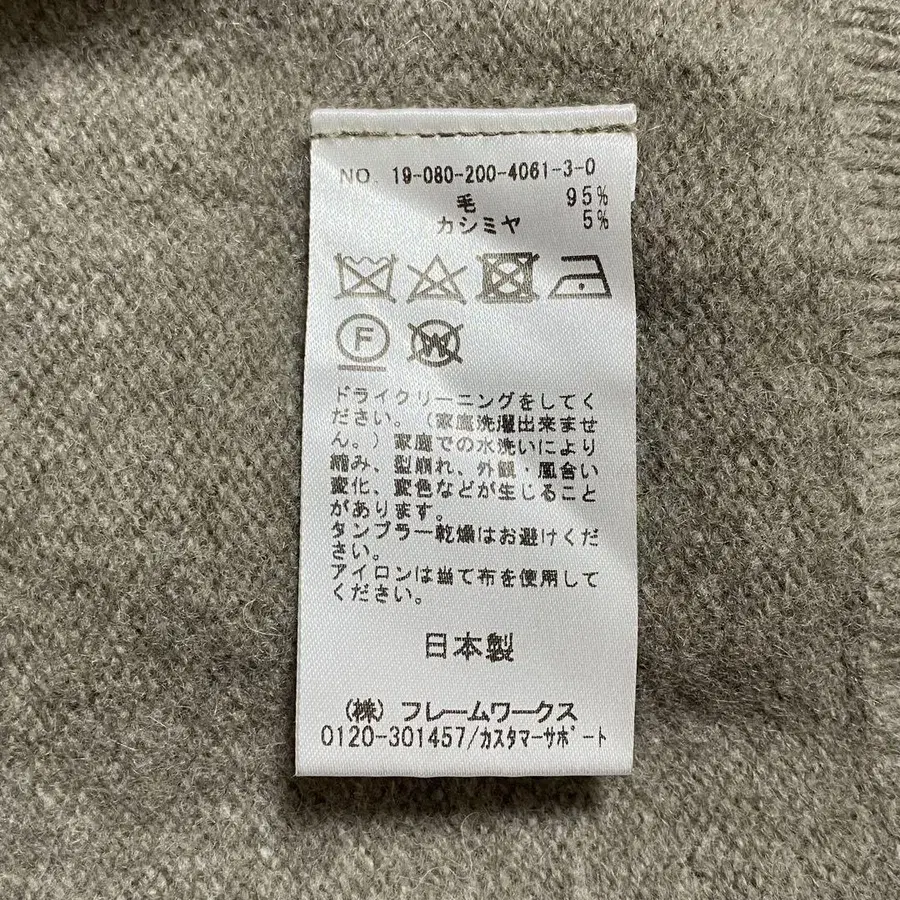 NO. 19-080-200-4061-3-0
毛 95%
カシミヤ 5%
F
W
ドライクリーニングをしてく
ださい。(家庭洗濯出来ませ
ん。)家庭での水洗いにより
縮み、型崩れ、外観・風合い
変化、変色などが生じること
があります。
タンブラー乾燥はお避けくだ
さい。
アイロンは当て布を使用して
ください。
日本製
(株)フレームワークス
0120-301457/カスタマーサポート